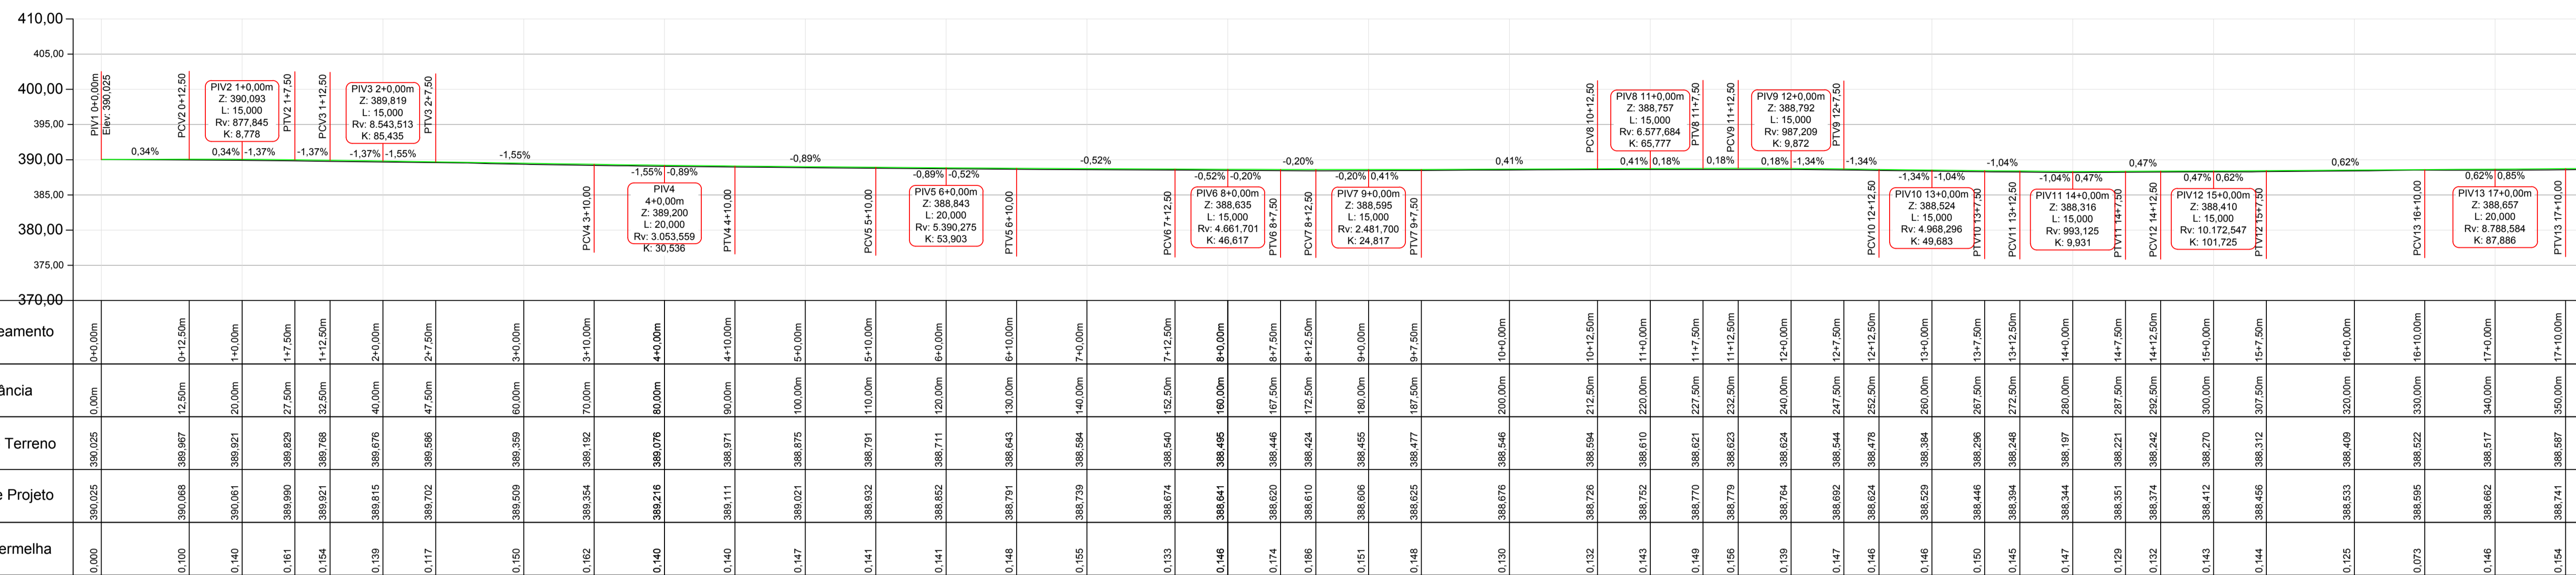 410,00
405,00
400,00
395,00
390,00
385,00
380,00
375,00
370,00
PIV1 0+0,00m
Elev: 390,025
0,34%
PCV2 0+12,50
PIV2 1+0,00m
Z: 390,093
L: 15,000
Rv: 877,845
K: 8,778
0,34% -1,37%
PTV2 1+7,50
-1,37%
PCV3 1+12,50
PIV3 2+0,00m
Z: 389,819
L: 15,000
Rv: 8.543,513
K: 85,435
-1,37% -1,55%
PTV3 2+7,50
-1,55%
PCV4 3+10,00
-1,55% -0,89%
PIV4
4+0,00m
Z: 389,200
L: 20,000
Rv: 3.053,559
K: 30,536
PTV4 4+10,00
-0,89%
PCV5 5+10,00
-0,89% -0,52%
PIV5 6+0,00m
Z: 388,843
L: 20,000
Rv: 5.390,275
K: 53,903
PTV5 6+10,00
-0,52%
PCV6 7+12,50
-0,52% -0,20%
PIV6 8+0,00m
Z: 388,635
L: 15,000
Rv: 4.661,701
K: 46,617
PTV6 8+7,50
-0,20%
PCV7 8+12,50
-0,20% 0,41%
PIV7 9+0,00m
Z: 388,595
L: 15,000
Rv: 2.481,700
K: 24,817
PTV7 9+7,50
0,41%
PCV8 10+12,50
PIV8 11+0,00m
Z: 388,757
L: 15,000
Rv: 6.577,684
K: 65,777
0,41% 0,18%
PTV8 11+7,50
0,18%
PCV9 11+12,50
PIV9 12+0,00m
Z: 388,792
L: 15,000
Rv: 987,209
K: 9,872
0,18% -1,34%
PTV9 12+7,50
-1,34%
PCV10 12+12,50
-1,34% -1,04%
PIV10 13+0,00m
Z: 388,524
L: 15,000
Rv: 4.968,296
K: 49,683
PTV10 13+7,50
-1,04%
PCV11 13+12,50
-1,04% 0,47%
PIV11 14+0,00m
Z: 388,316
L: 15,000
Rv: 993,125
K: 9,931
PTV11 14+7,50
0,47%
PCV12 14+12,50
0,47% 0,62%
PIV12 15+0,00m
Z: 388,410
L: 15,000
Rv: 10.172,547
K: 101,725
PTV12 15+7,50
0,62%
PCV13 16+10,00
0,62% 0,85%
PIV13 17+0,00m
Z: 388,657
L: 20,000
Rv: 8.788,584
K: 87,886
PTV13 17+10,00
eamento 0+0,00m 0+12,50m 1+0,00m 1+7,50m 1+12,50m 2+0,00m 2+7,50m 3+0,00m 3+10,00m 4+0,00m 4+10,00m 5+0,00m 5+10,00m 6+0,00m 6+10,00m 7+0,00m 7+12,50m 8+0,00m 8+7,50m 8+12,50m 9+0,00m 9+7,50m 10+0,00m 10+12,50m 11+0,00m 11+7,50m 11+12,50m 12+0,00m 12+7,50m 12+12,50m 13+0,00m 13+7,50m 13+12,50m 14+0,00m 14+7,50m 14+12,50m 15+0,00m 15+7,50m 16+0,00m 16+10,00m 17+0,00m 17+10,00m
ância 0,00m 12,50m 20,00m 27,50m 32,50m 40,00m 47,50m 60,00m 70,00m 80,00m 90,00m 100,00m 110,00m 120,00m 130,00m 140,00m 152,50m 160,00m 167,50m 172,50m 180,00m 187,50m 200,00m 212,50m 220,00m 227,50m 232,50m 240,00m 247,50m 252,50m 260,00m 267,50m 272,50m 280,00m 287,50m 292,50m 300,00m 307,50m 320,00m 330,00m 340,00m 350,00m
Terreno 390,025 389,967 389,921 389,829 389,768 389,676 389,586 389,359 389,192 389,076 388,971 388,875 388,791 388,711 388,643 388,584 388,540 388,495 388,446 388,424 388,455 388,477 388,546 388,594 388,610 388,621 388,623 388,624 388,544 388,478 388,384 388,296 388,248 388,197 388,221 388,242 388,270 388,312 388,409 388,522 388,517 388,587
e Projeto 390,025 390,068 390,061 389,990 389,921 389,815 389,702 389,509 389,354 389,216 389,111 389,021 388,932 388,852 388,791 388,739 388,674 388,641 388,620 388,610 388,606 388,625 388,676 388,726 388,752 388,770 388,779 388,764 388,692 388,624 388,529 388,446 388,394 388,344 388,351 388,374 388,412 388,456 388,533 388,595 388,662 388,741
ermelha 0,000 0,100 0,140 0,161 0,154 0,139 0,117 0,150 0,162 0,140 0,140 0,147 0,141 0,141 0,148 0,155 0,133 0,146 0,174 0,186 0,151 0,148 0,130 0,132 0,143 0,149 0,156 0,139 0,147 0,146 0,146 0,150 0,145 0,147 0,129 0,132 0,143 0,144 0,125 0,073 0,146 0,154